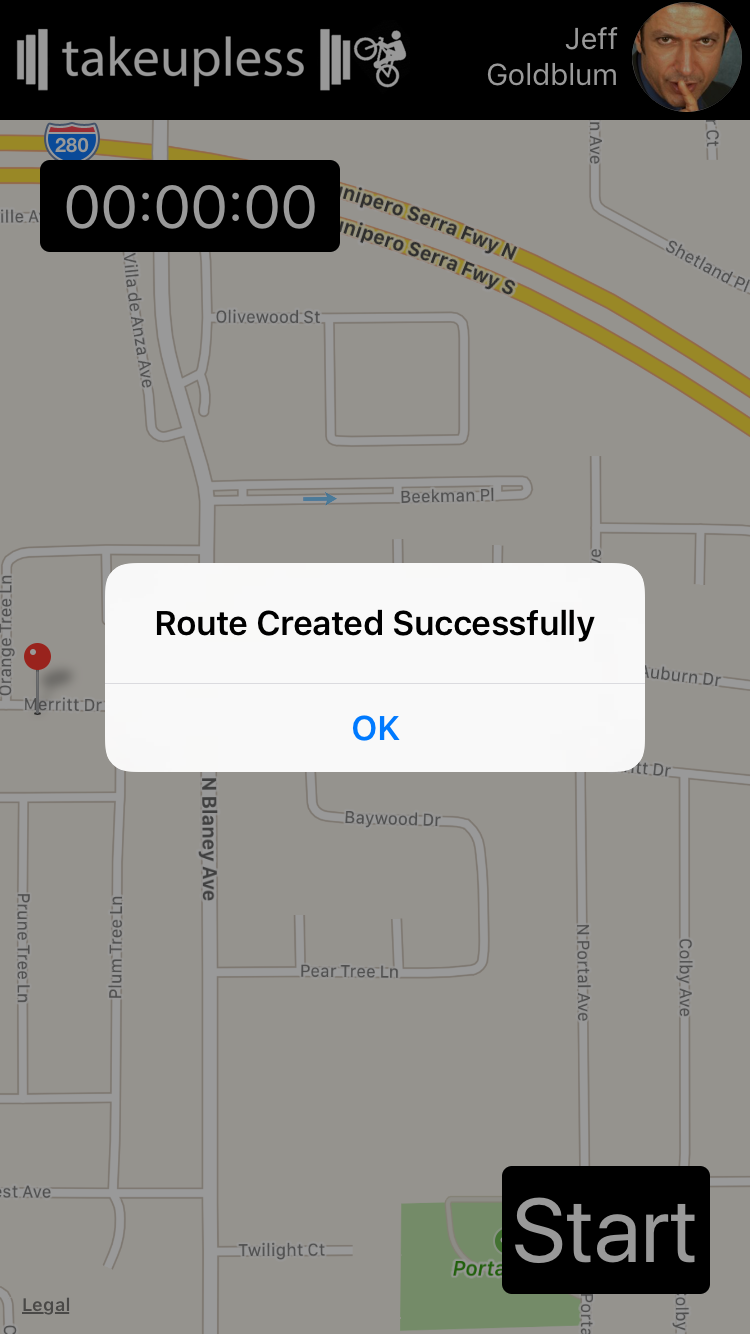 takeupless
Jeff
Goldblum
280
00:00:00
n Ave
r Ct
ille A
unipero Serra Fwy N
unipero Serra Fwy S
Shetland Pl
Villa de Anza Ave
Olivewood St
Beekman Pl
Orange Tree Ln
Route Created Successfully
OK
Merritt Dr
Auburn Dr
itt Dr
N Blaney Ave
Baywood Dr
Prune Tree Ln
Plum Tree Ln
Pear Tree Ln
N Portal Ave
Colby Ave
est Ave
Start
Twilight Ct
Porta
Legal
Porta
olby